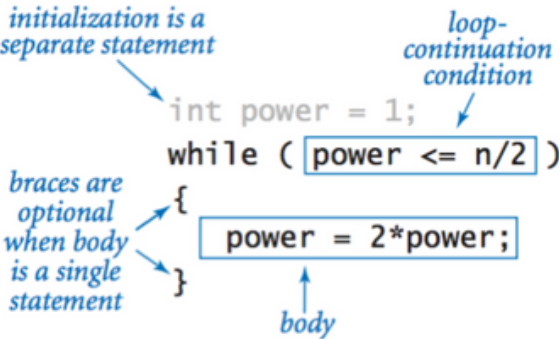 initialization is a
separate statement
loop-
continuation
condition
int power = 1;
while ( power <= n/2 )
{
power = 2*power;
}
braces are
optional
when body
is a single
statement
body